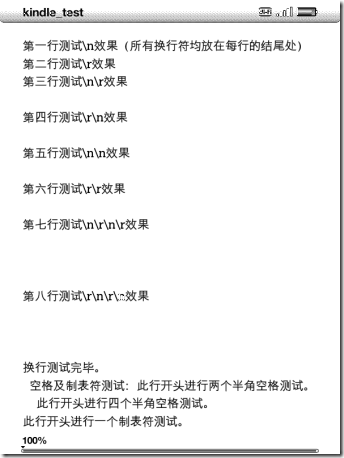 kindle_test
第一行测试\n效果（所有换行符均放在每行的结尾处）
第二行测试\r效果
第三行测试\n\r效果
第四行测试\r\n效果
第五行测试\n\n效果
第六行测试\r\r效果
第七行测试\n\r\n\r效果
第八行测试\r\n\r\n效果
换行测试完毕。
空格及制表符测试：此行开头进行两个半角空格测试。
此行开头进行四个半角空格测试。
此行开头进行一个制表符测试。
100%